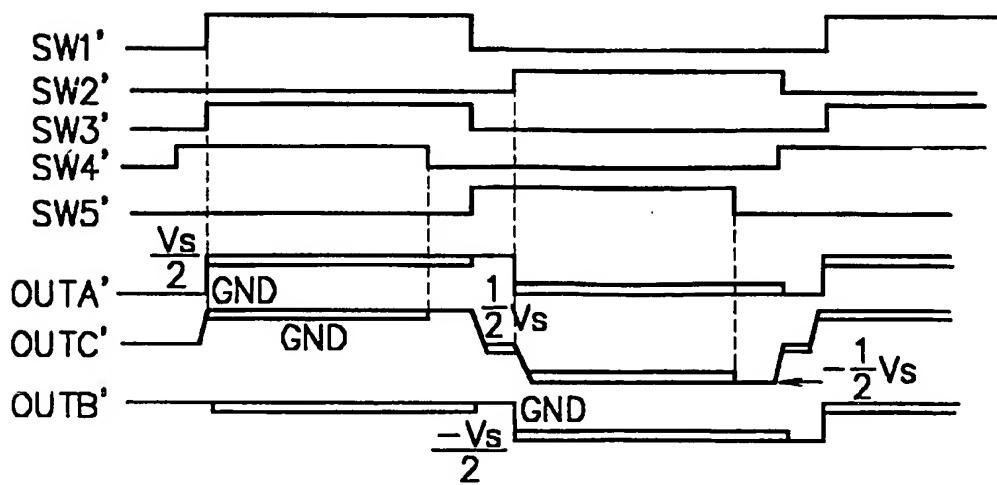 SW1'
SW2'
SW3'
SW4'
SW5'
Vs/2
OUTA'
GND
1/2 Vs
OUTC'
GND
-1/2 Vs
OUTB'
GND
-Vs/2